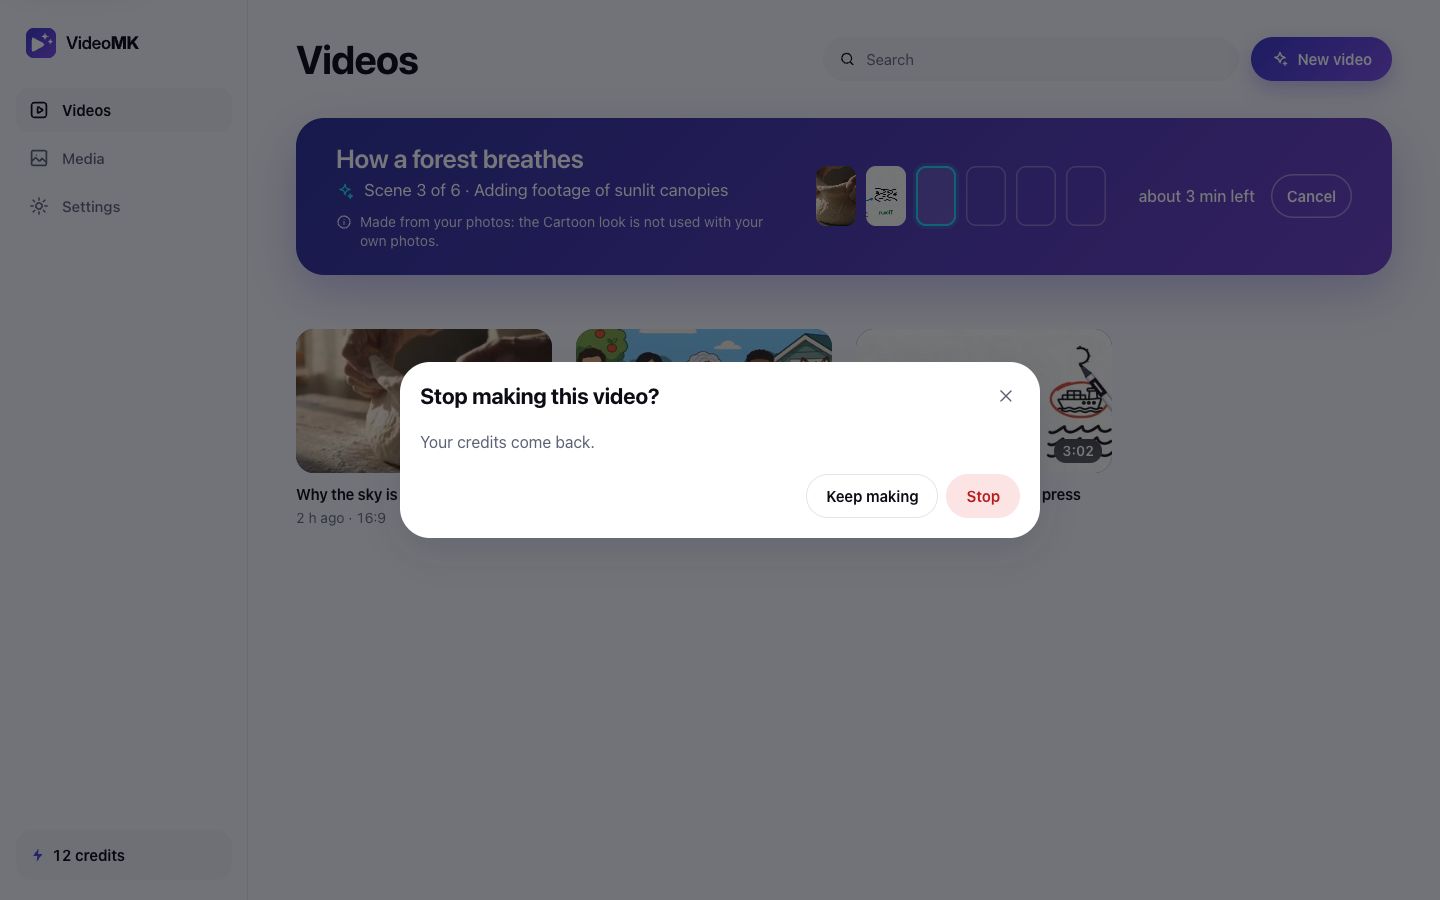 VideoMK
Videos
Media
Settings
12 credits
Videos
Search
New video
How a forest breathes
Scene 3 of 6 · Adding footage of sunlit canopies
Made from your photos: the Cartoon look is not used with your
own photos.
about 3 min left
Cancel
3:02
Why the sky is
2 h ago · 16:9
press
Stop making this video?
Your credits come back.
Keep making
Stop